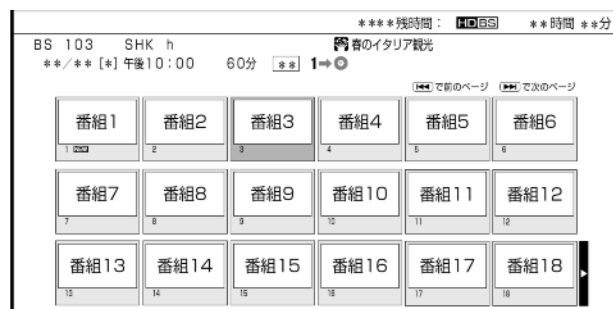 ****残時間： HD BS **時間 **分
BS 103 SHK h 春のイタリア観光
**/** [*] 午後10:00 60分 ** 1➡
で前のページ で次のページ
番組1 番組2 番組3 番組4 番組5 番組6
1 NEW 2 3 4 5 6
番組7 番組8 番組9 番組10 番組11 番組12
7 8 9 10 11 12
番組13 番組14 番組15 番組16 番組17 番組18
13 14 15 16 17 18